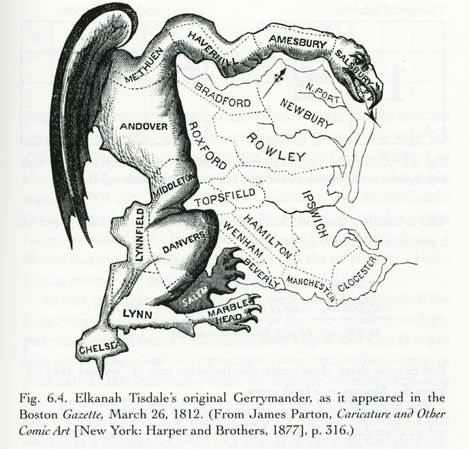 AMESBURY
HAVERHILL
SALSBURY
METHUEN
BRADFORD
N.PORT
NEWBURY
ANDOVER
ROXFORD
ROWLEY
MIDDLETON
TOPSFIELD
IPSWICH
LYNNFIELD
DANVERS
HAMILTON
WENHAM
BEVERLY
MANCHESTER
GLOCESTER
SALEM
LYNN
MARBLE
HEAD
CHELSEA
Fig. 6.4. Elkanah Tisdale's original Gerrymander, as it appeared in the
Boston Gazette, March 26, 1812. (From James Parton, Caricature and Other
Comic Art [New York: Harper and Brothers, 1877], p. 316.)